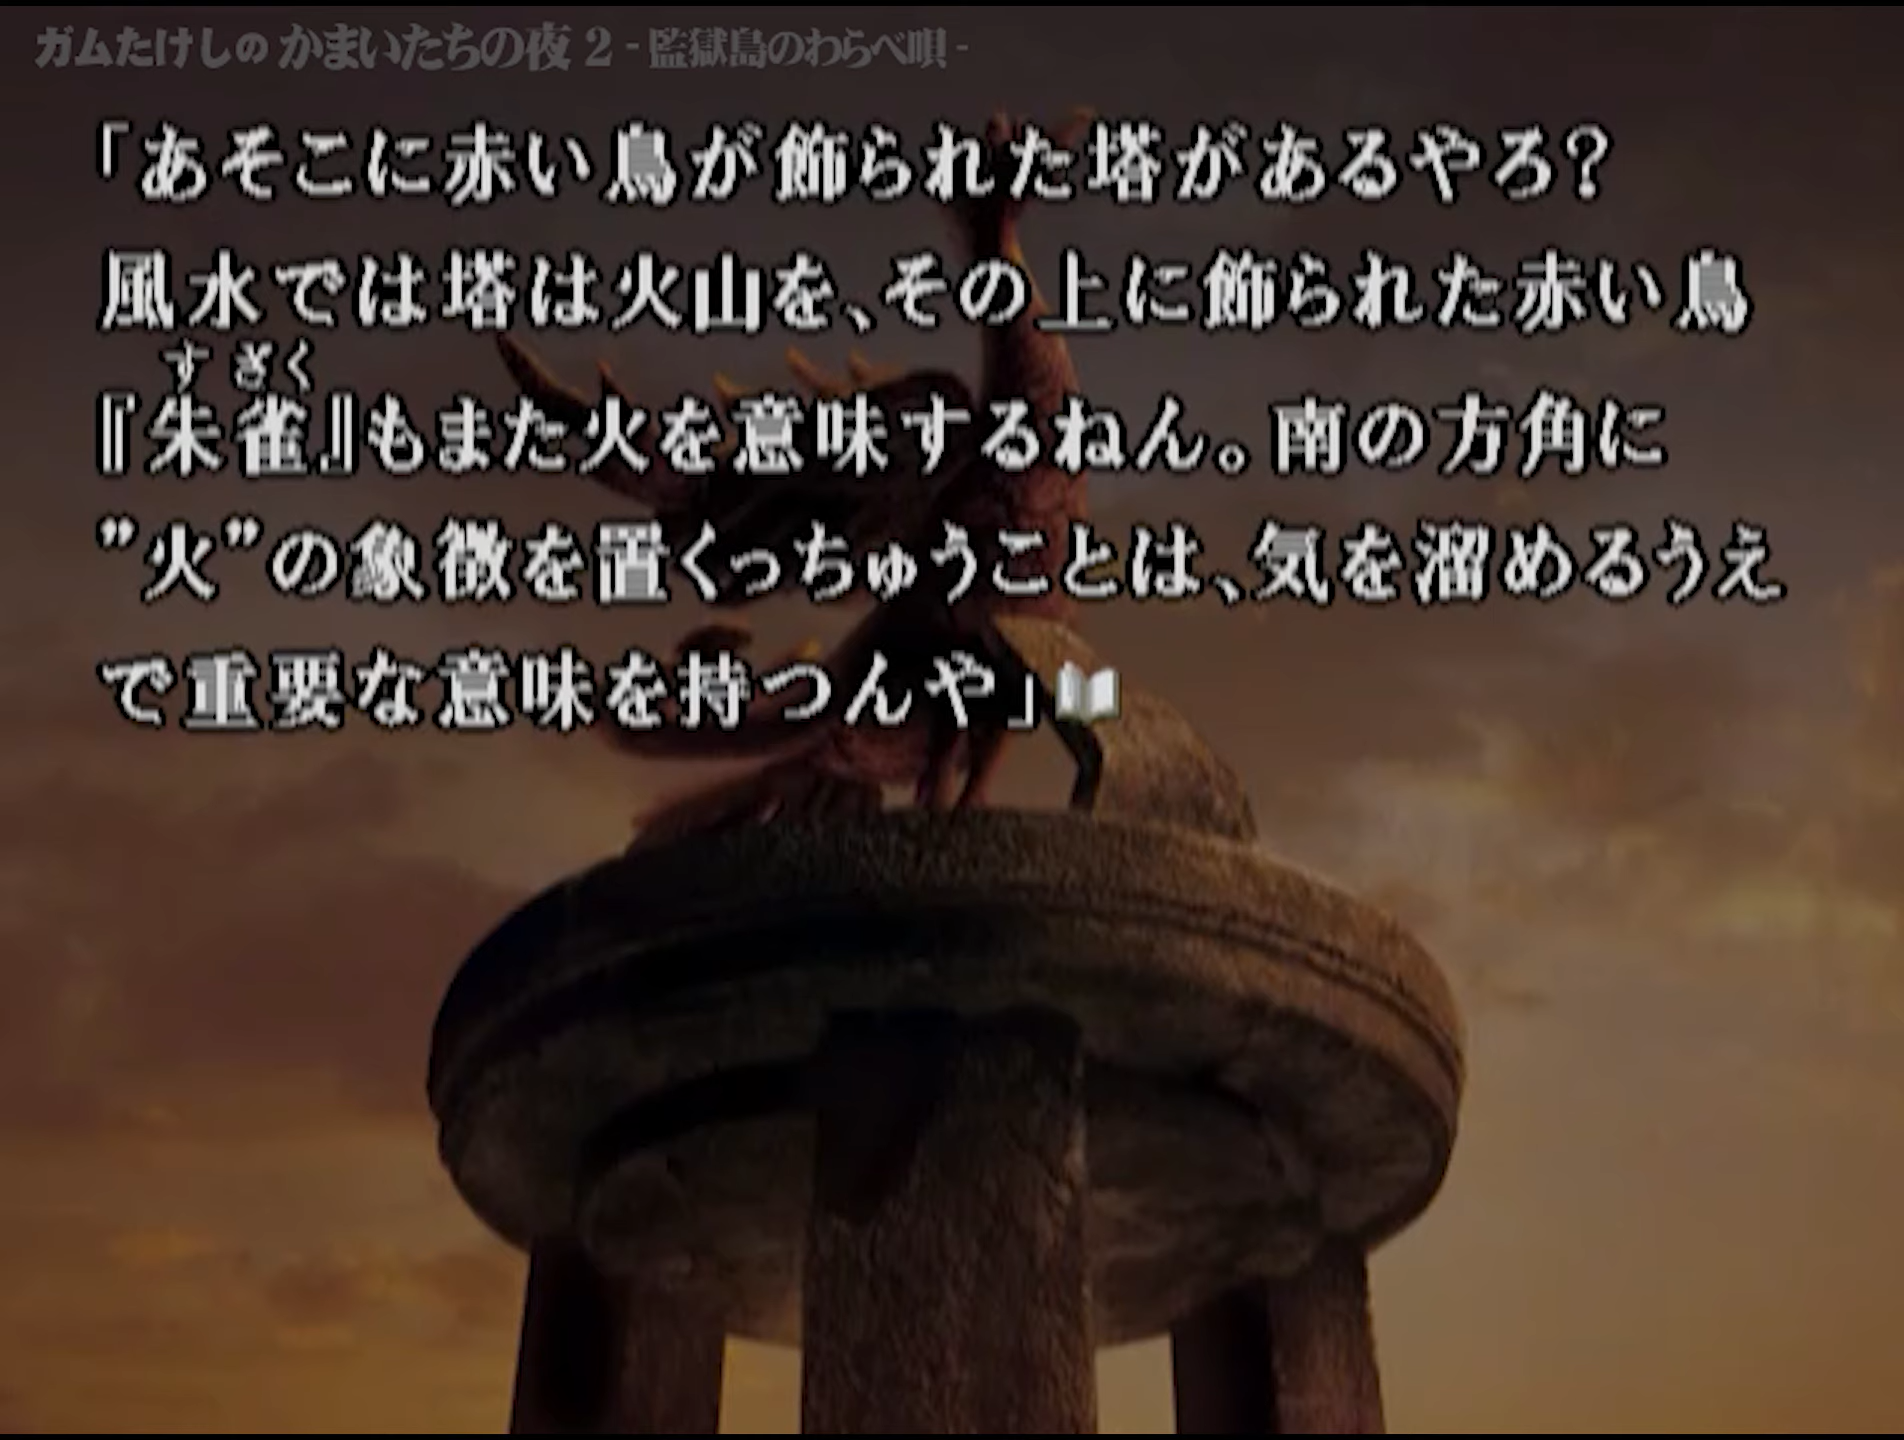 ガムたけしの かまいたちの夜 2 - 監獄島のわらべ唄 -
「あそこに赤い鳥が飾られた塔があるやろ？
風水では塔は火山を、その上に飾られた赤い鳥
すざく
『朱雀』もまた火を意味するねん。南の方角に
”火”の象徴を置くっちゅうことは、気を溜めるうえ
で重要な意味を持つんや」